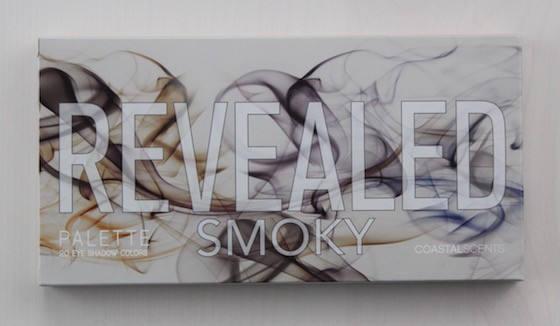 REVEALED
SMOKY
PALETTE
20 EYE SHADOW COLORS
COASTALSCENTS